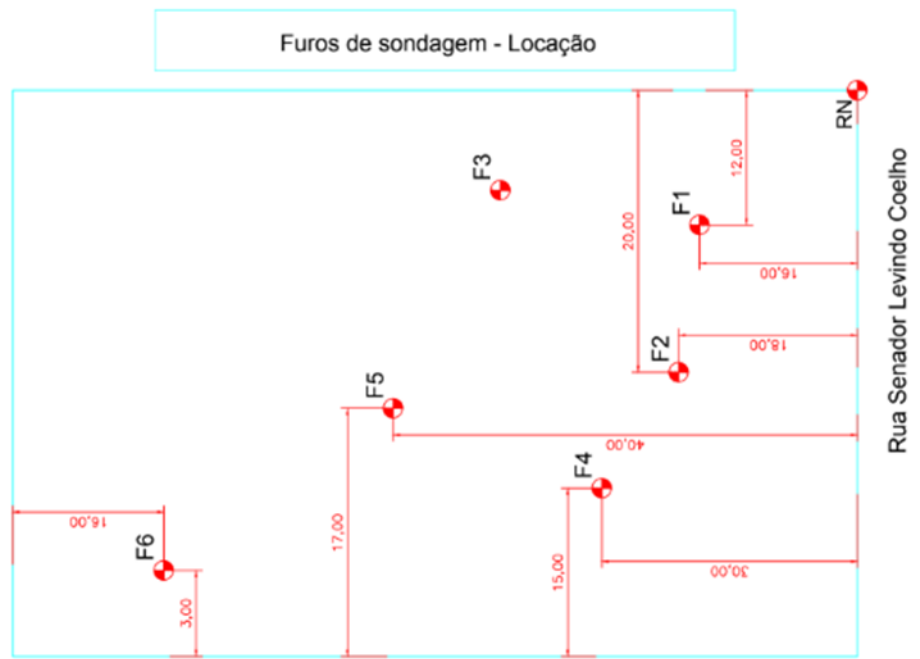 Furos de sondagem - Locação
RN
12,00
F3
F1
20,00
16,00
Rua Senador Levindo Coelho
18,00
F2
F5
40,00
F4
17,00
16,00
F6
15,00
30,00
3,00